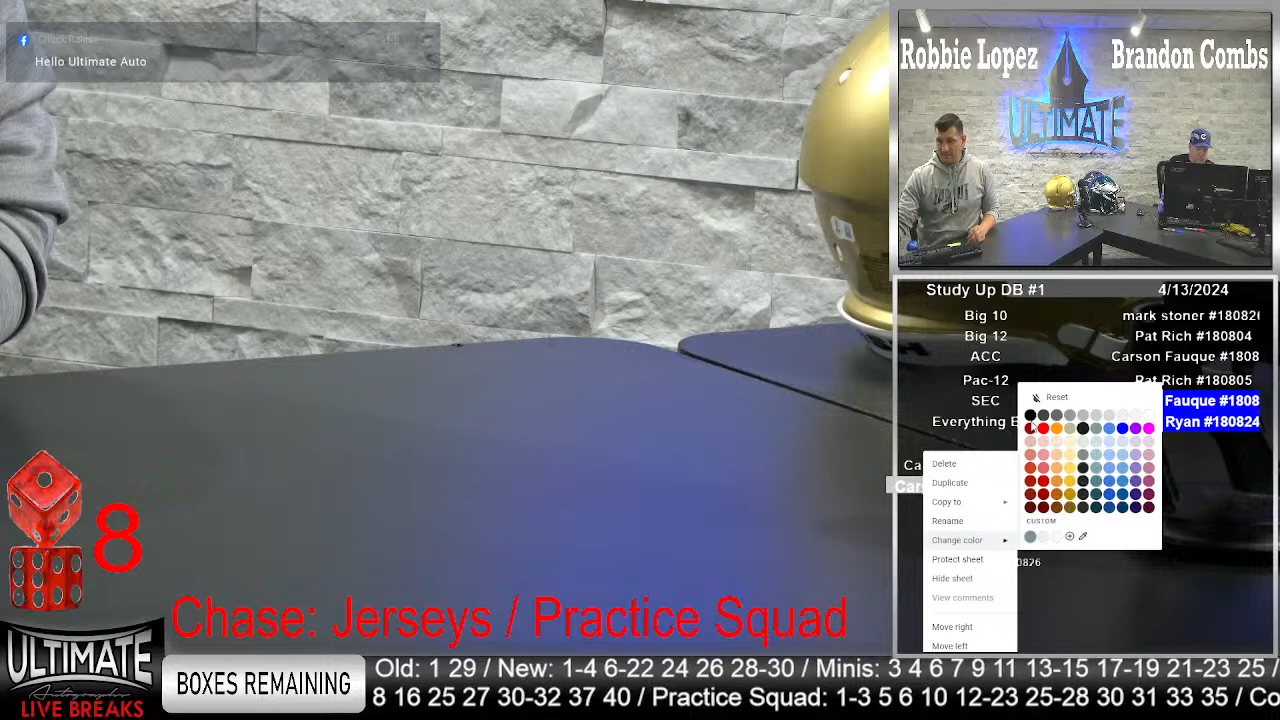 Hello Ultimate Auto
Robbie Lopez
Brandon Combs
ULTIMATE
Study Up DB #1 4/13/2024
Big 10 mark stoner #18082
Big 12 Pat Rich #180804
ACC Carson Fauque #1808
Pac-12 Pat Rich #180805
SEC Fauque #1808
Everything Ryan #180824
Ca
Car
0826
Reset
CUSTOM
Delete
Duplicate
Copy to
Rename
Change color
Protect sheet
Hide sheet
View comments
Move right
Move left
8
Chase: Jerseys / Practice Squad
ULTIMATE
Autographs
LIVE BREAKS
BOXES REMAINING
Old: 1 29 / New: 1-4 6-22 24 26 28-30 / Minis: 3 4 6 7 9 11 13-15 17-19 21-23 25 /
8 16 25 27 30-32 37 40 / Practice Squad: 1-3 5 6 10 12-23 25-28 30 31 33 35 / Co